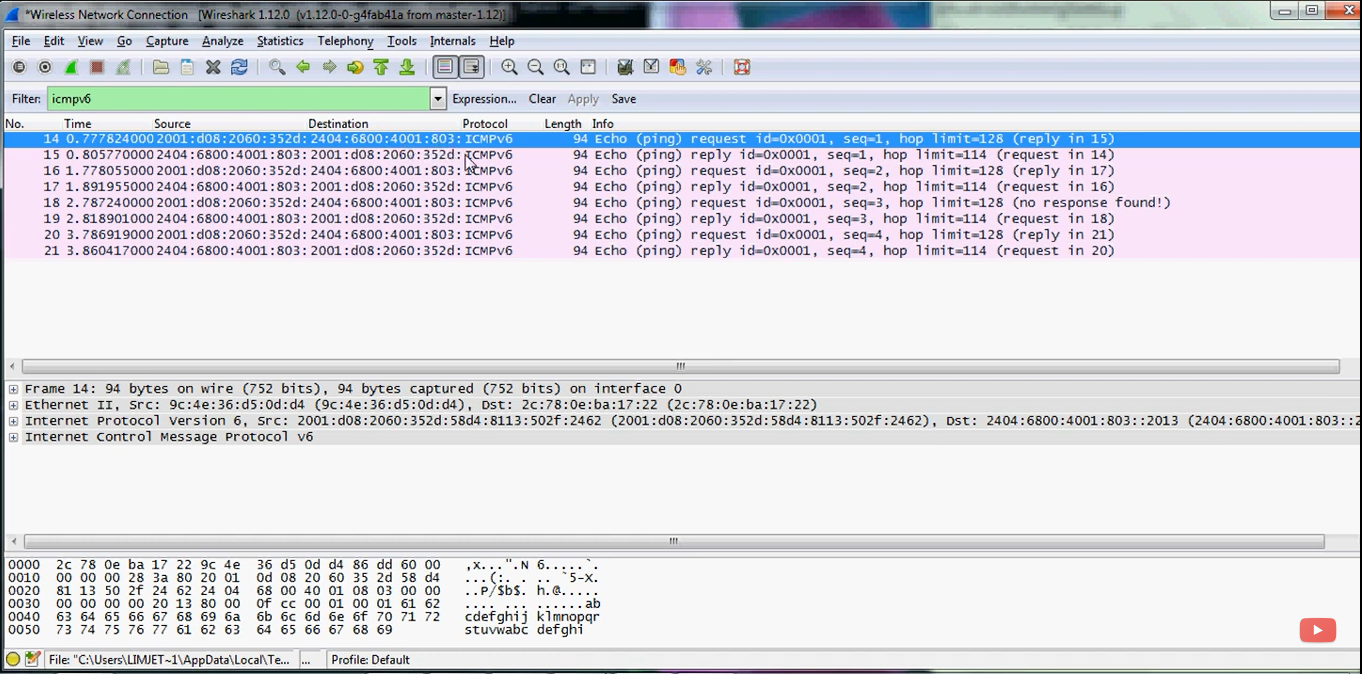 *Wireless Network Connection [Wireshark 1.12.0 (v1.12.0-0-g4fab41a from master-1.12)]
File Edit View Go Capture Analyze Statistics Telephony Tools Internals Help
Filter: icmpv6 Expression... Clear Apply Save
No. Time Source Destination Protocol Length Info
14 0.777824000 2001:d08:2060:352d: 2404:6800:4001:803: ICMPv6 94 Echo (ping) request id=0x0001, seq=1, hop limit=128 (reply in 15)
15 0.805770000 2404:6800:4001:803: 2001:d08:2060:352d: ICMPv6 94 Echo (ping) reply id=0x0001, seq=1, hop limit=114 (request in 14)
16 1.778055000 2001:d08:2060:352d: 2404:6800:4001:803: ICMPv6 94 Echo (ping) request id=0x0001, seq=2, hop limit=128 (reply in 17)
17 1.891955000 2404:6800:4001:803: 2001:d08:2060:352d: ICMPv6 94 Echo (ping) reply id=0x0001, seq=2, hop limit=114 (request in 16)
18 2.787240000 2001:d08:2060:352d: 2404:6800:4001:803: ICMPv6 94 Echo (ping) request id=0x0001, seq=3, hop limit=128 (no response found!)
19 2.818901000 2404:6800:4001:803: 2001:d08:2060:352d: ICMPv6 94 Echo (ping) reply id=0x0001, seq=3, hop limit=114 (request in 18)
20 3.786919000 2001:d08:2060:352d: 2404:6800:4001:803: ICMPv6 94 Echo (ping) request id=0x0001, seq=4, hop limit=128 (reply in 21)
21 3.860417000 2404:6800:4001:803: 2001:d08:2060:352d: ICMPv6 94 Echo (ping) reply id=0x0001, seq=4, hop limit=114 (request in 20)
Frame 14: 94 bytes on wire (752 bits), 94 bytes captured (752 bits) on interface 0
Ethernet II, Src: 9c:4e:36:d5:0d:d4 (9c:4e:36:d5:0d:d4), Dst: 2c:78:0e:ba:17:22 (2c:78:0e:ba:17:22)
Internet Protocol Version 6, Src: 2001:d08:2060:352d:58d4:8113:502f:2462 (2001:d08:2060:352d:58d4:8113:502f:2462), Dst: 2404:6800:4001:803::2013 (2404:6800:4001:803::2
Internet Control Message Protocol v6
0000 2c 78 0e ba 17 22 9c 4e 36 d5 0d d4 86 dd 60 00 ,x...".N 6.....`.
0010 00 00 00 28 3a 80 20 01 0d 08 20 60 35 2d 58 d4 ...(:. . .. `5-X.
0020 81 13 50 2f 24 62 24 04 68 00 40 01 08 03 00 00 ..P/$b$. h.@.....
0030 00 00 00 00 20 13 80 00 0f cc 00 01 00 01 61 62 .... ... ......ab
0040 63 64 65 66 67 68 69 6a 6b 6c 6d 6e 6f 70 71 72 cdefghij klmnopqr
0050 73 74 75 76 77 61 62 63 64 65 66 67 68 69 stuvwabc defghi
File: "C:\Users\LIMJET~1\AppData\Local\Te... ... Profile: Default